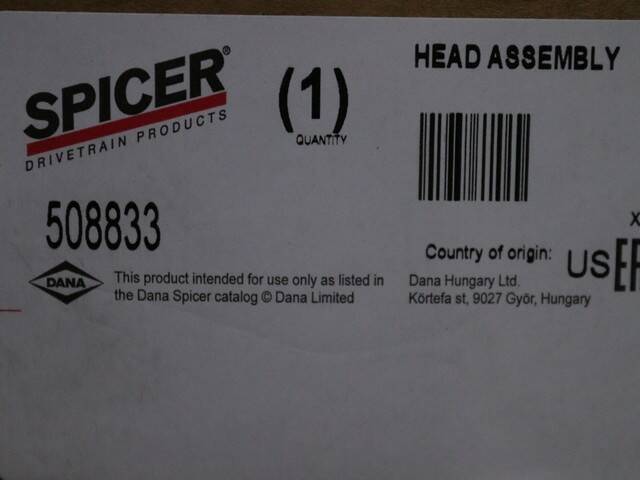 SPICER®
DRIVETRAIN PRODUCTS
(1)
QUANTITY
HEAD ASSEMBLY
508833
X
Country of origin: US
DANA
This product intended for use only as listed in
the Dana Spicer catalog © Dana Limited
Dana Hungary Ltd.
Körtefa st, 9027 Győr, Hungary